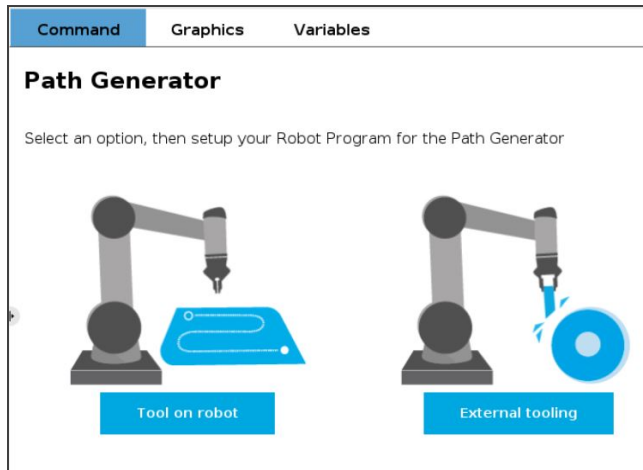 Command Graphics Variables
Path Generator
Select an option, then setup your Robot Program for the Path Generator
Tool on robot External tooling